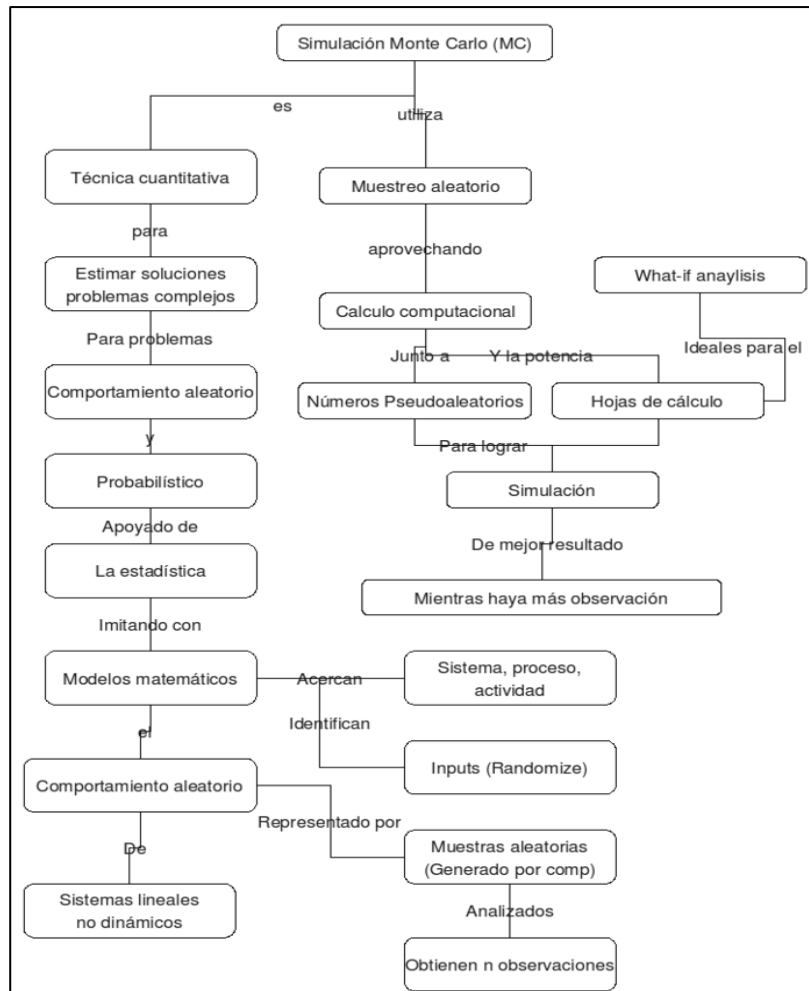 Simulación Monte Carlo (MC)
es
utiliza
Técnica cuantitativa
Muestreo aleatorio
para
aprovechando
Estimar soluciones
problemas complejos
What-if anaylisis
Calculo computacional
Para problemas
Junto a
Y la potencia
Ideales para el
Comportamiento aleatorio
Números Pseudoaleatorios
Hojas de cálculo
y
Para lograr
Probabilístico
Simulación
Apoyado de
De mejor resultado
La estadística
Mientras haya más observación
Imitando con
Modelos matemáticos
Acercan
Sistema, proceso,
actividad
Identifican
el
Comportamiento aleatorio
Inputs (Randomize)
Representado por
De
Muestras aleatorias
(Generado por comp)
Sistemas lineales
no dinámicos
Analizados
Obtienen n observaciones